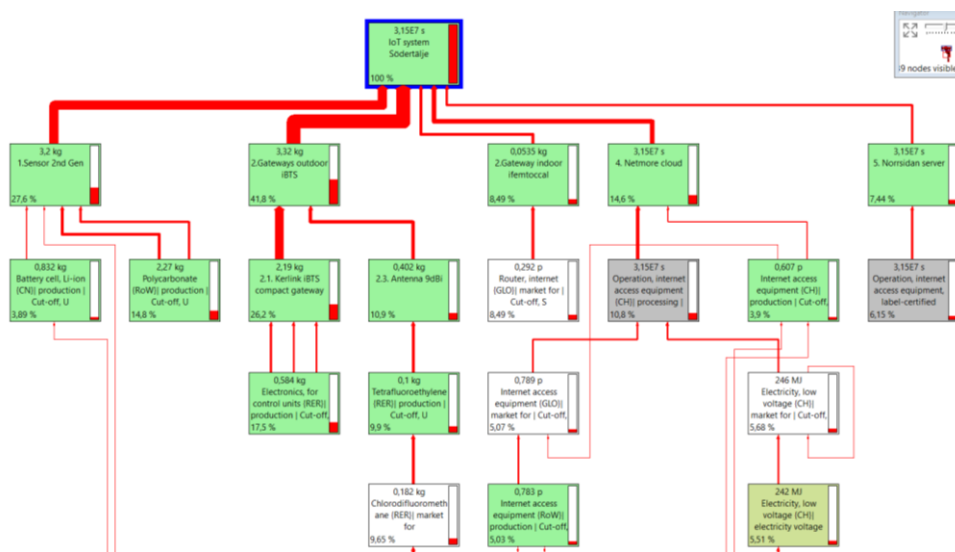 Navigator
39 nodes visible
3,15E7 s
IoT system
Södertälje
100 %
3,2 kg
1.Sensor 2nd Gen
27,6 %
3,32 kg
2.Gateways outdoor
iBTS
41,8 %
0,0535 kg
2.Gateway indoor
ifemtoccal
8,49 %
3,15E7 s
4. Netmore cloud
14,6 %
3,15E7 s
5. Norrsidan server
7,44 %
0,832 kg
Battery cell, Li-ion
{CN}| production |
Cut-off, U
3,89 %
2,27 kg
Polycarbonate
{RoW}| production |
Cut-off, U
14,8 %
2,19 kg
2.1. Kerlink iBTS
compact gateway
26,2 %
0,402 kg
2.3. Antenna 9dBi
10,9 %
0,292 p
Router, internet
{GLO}| market for |
Cut-off, S
8,49 %
3,15E7 s
Operation, internet
access equipment
{CH}| processing |
10,8 %
0,607 p
Internet access
equipment {CH}|
production | Cut-off,
3,9 %
3,15E7 s
Operation, internet
access equipment,
label-certified
6,15 %
0,584 kg
Electronics, for
control units {RER}|
production | Cut-off,
17,5 %
0,1 kg
Tetrafluoroethylene
{RER}| production |
Cut-off, U
9,9 %
0,789 p
Internet access
equipment {GLO}|
market for | Cut-off,
5,07 %
246 MJ
Electricity, low
voltage {CH}|
market for | Cut-off,
5,68 %
0,182 kg
Chlorodifluorometh
ane {RER}| market
for
9,65 %
0,783 p
Internet access
equipment {RoW}|
production | Cut-off,
5,03 %
242 MJ
Electricity, low
voltage {CH}|
electricity voltage
5,51 %